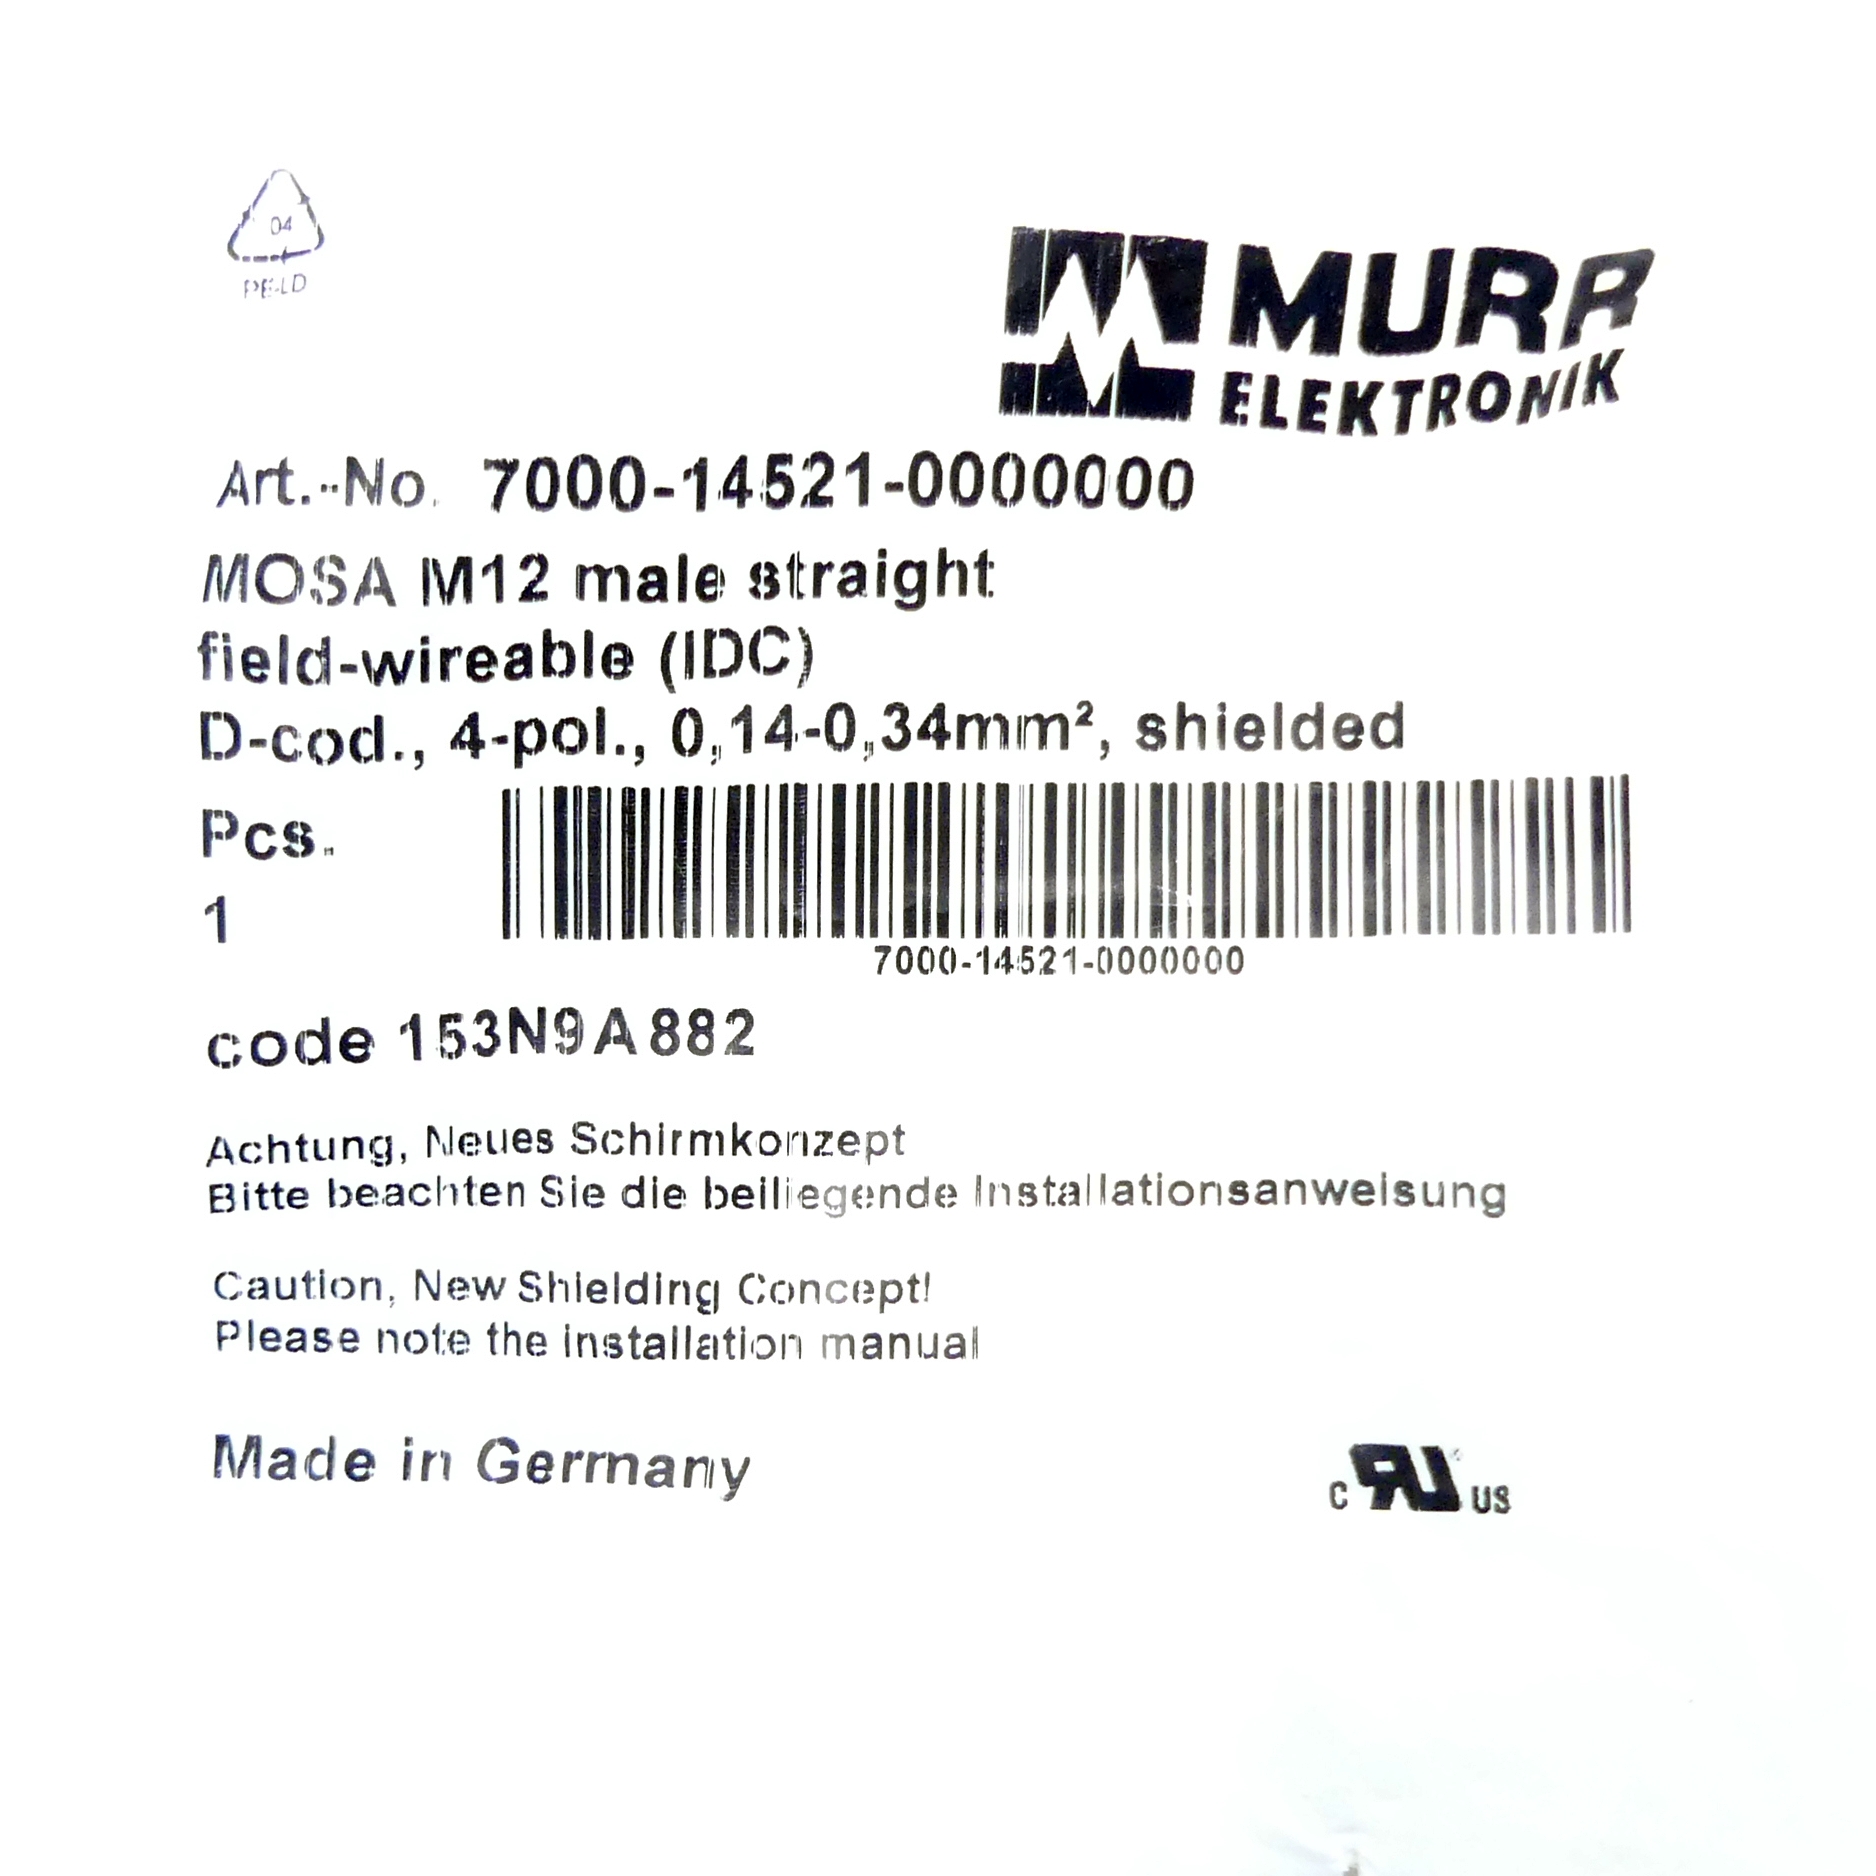 04
PE-LD
MURR
ELEKTRONIK
Art.-No. 7000-14521-0000000
MOSA M12 male straight
field-wireable (IDC)
D-cod., 4-pol., 0,14-0,34mm², shielded
Pcs.
1
7000-14521-0000000
code 153N9A882
Achtung, Neues Schirmkonzept
Bitte beachten Sie die beiliegende Installationsanweisung
Caution, New Shielding Concept!
Please note the installation manual
Made in Germany
c RU US